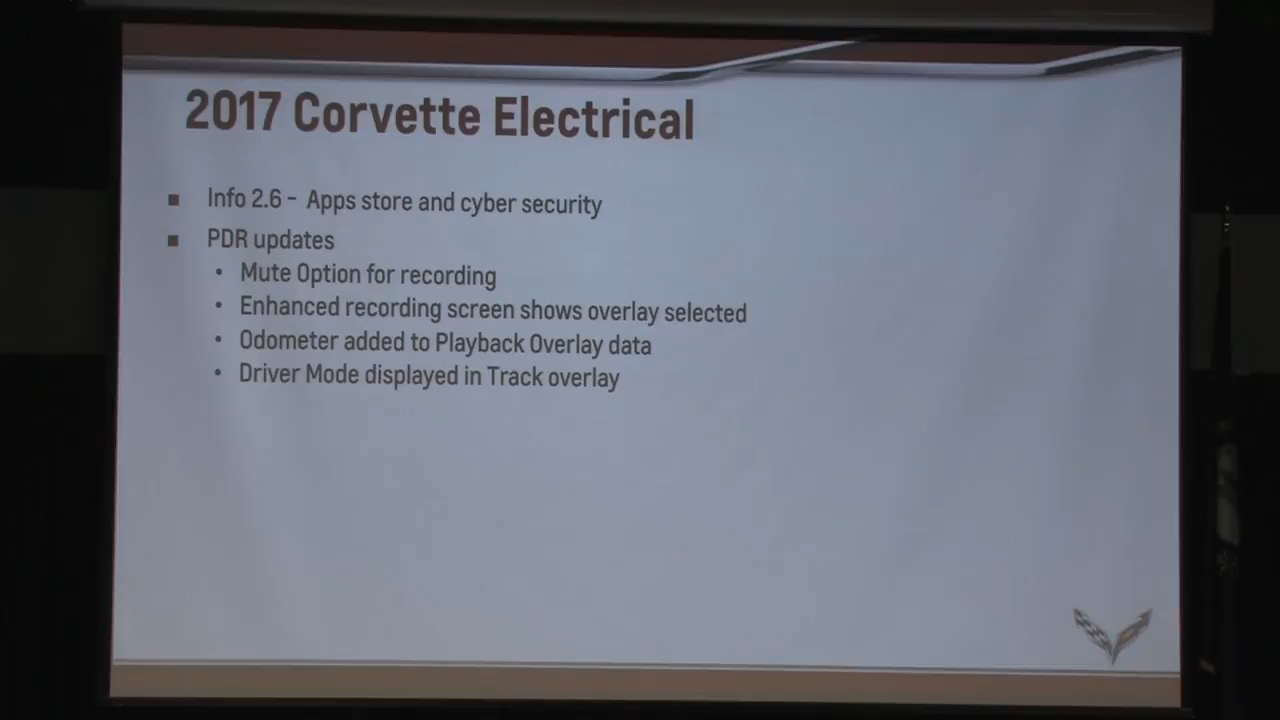 2017 Corvette Electrical
Info 2.6 - Apps store and cyber security
PDR updates
Mute Option for recording
Enhanced recording screen shows overlay selected
Odometer added to Playback Overlay data
Driver Mode displayed in Track overlay